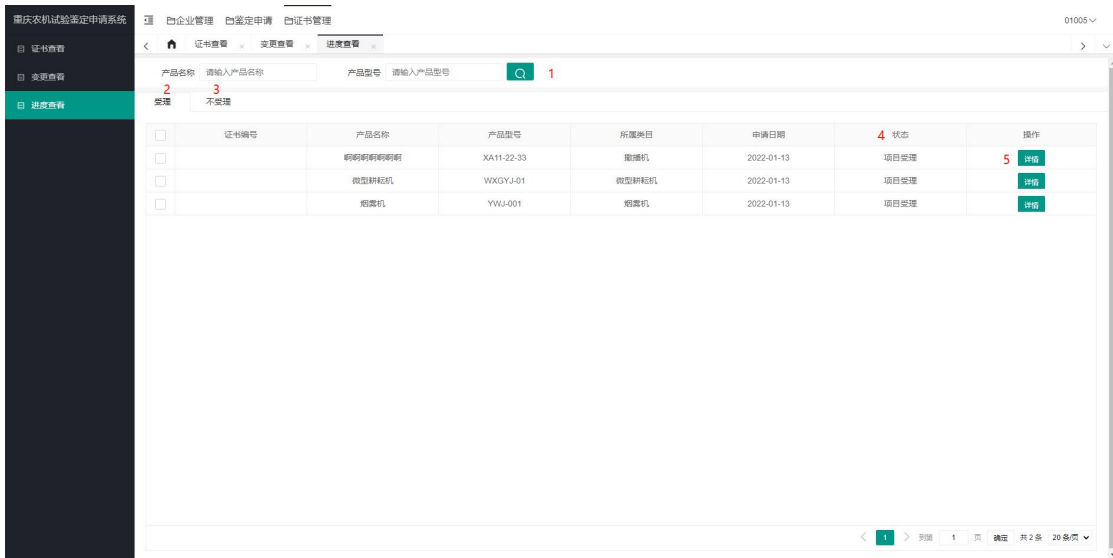 重庆农机试验鉴定申请系统 企业管理 鉴定申请 证书管理 01005
证书查看 变更查看 进度查看
证书查看
变更查看
进度查看
产品名称 请输入产品名称 产品型号 请输入产品型号 1
2 3
受理 不受理
证书编号 产品名称 产品型号 所属类目 申请日期 4 状态 操作
啊啊啊啊啊啊啊 XA11-22-33 撒播机 2022-01-13 项目受理 5 详情
微型耕耘机 WXGYJ-01 微型耕耘机 2022-01-13 项目受理 详情
烟雾机 YWJ-001 烟雾机 2022-01-13 项目受理 详情
1 到第 1 页 确定 共2条 20条/页